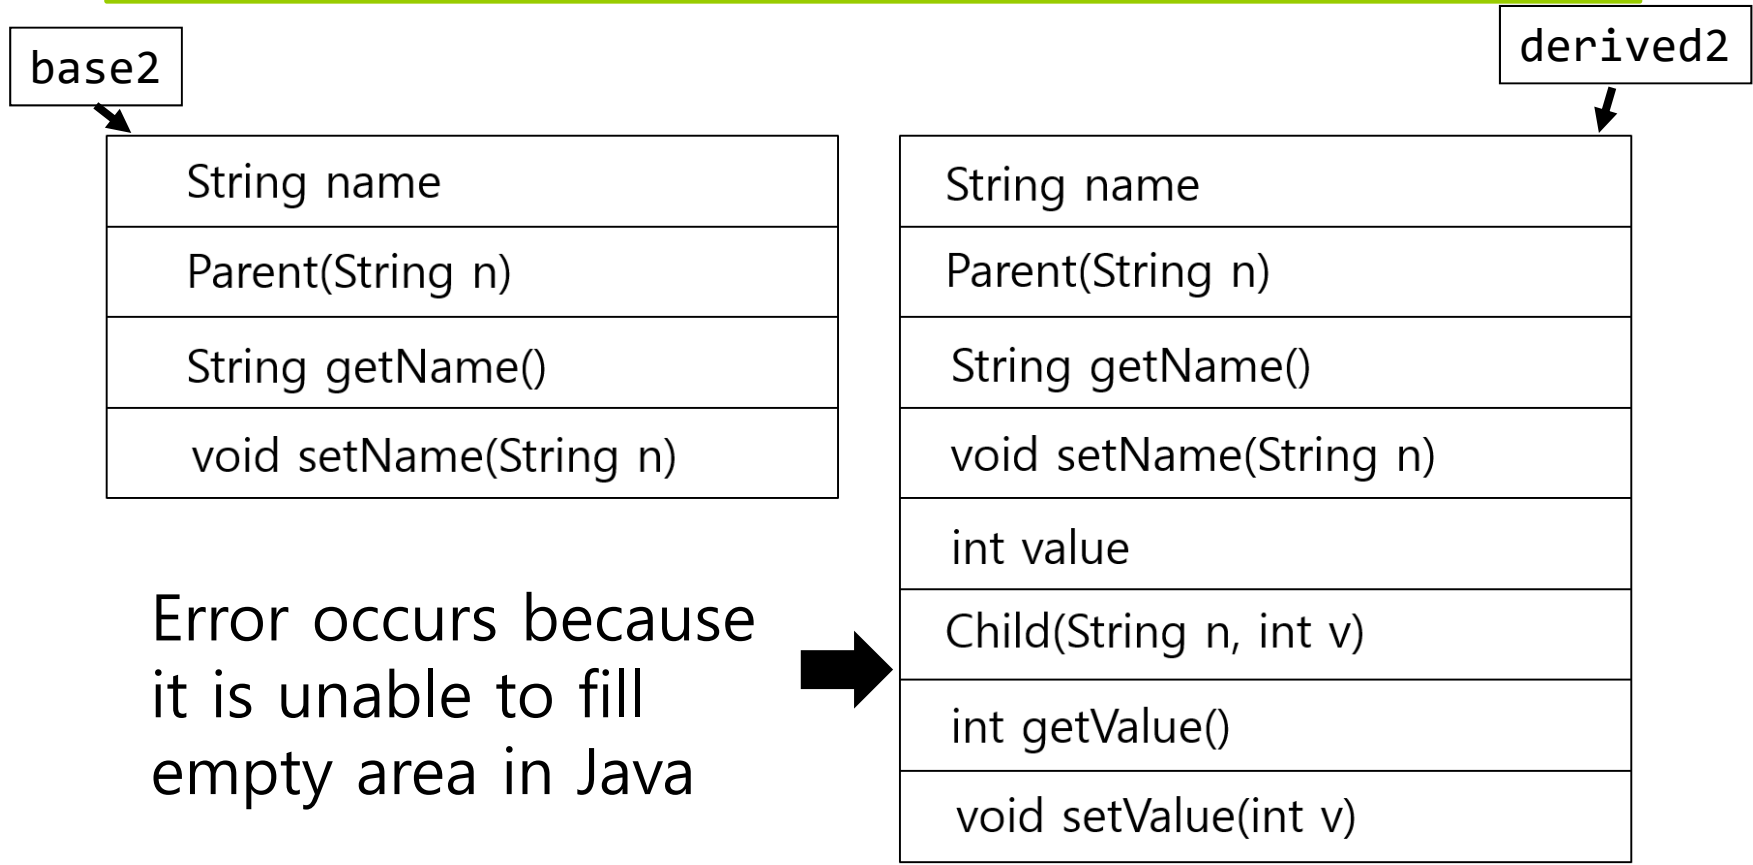 base2
derived2
String name
Parent(String n)
String getName()
void setName(String n)
String name
Parent(String n)
String getName()
void setName(String n)
int value
Child(String n, int v)
int getValue()
void setValue(int v)
Error occurs because
it is unable to fill
empty area in Java